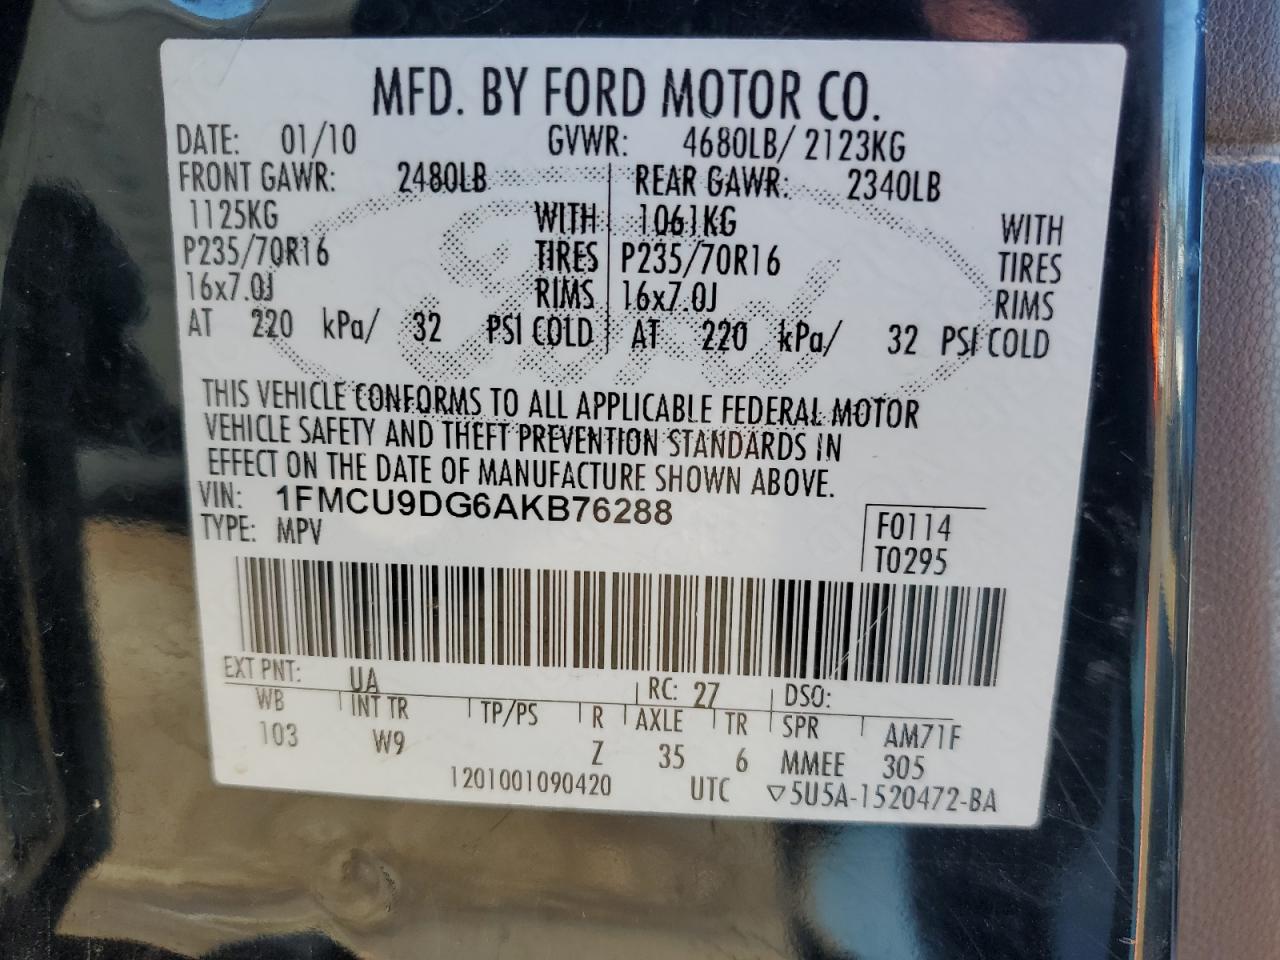 MFD. BY FORD MOTOR CO.
DATE: 01/10 GVWR: 4680LB/ 2123KG
FRONT GAWR: 2480LB REAR GAWR: 2340LB
1125KG WITH 1061KG WITH
P235/70R16 TIRES P235/70R16 TIRES
16x7.0J RIMS 16x7.0J RIMS
AT 220 kPa/ 32 PSI COLD AT 220 kPa/ 32 PSI COLD
THIS VEHICLE CONFORMS TO ALL APPLICABLE FEDERAL MOTOR
VEHICLE SAFETY AND THEFT PREVENTION STANDARDS IN
EFFECT ON THE DATE OF MANUFACTURE SHOWN ABOVE.
VIN: 1FMCU9DG6AKB76288
TYPE: MPV
F0114
T0295
EXT PNT: UA RC: 27 DSO:
WB INT TR TP/PS R AXLE TR SPR AM71F
103 W9 Z 35 6 MMEE 305
1201001090420 UTC ▽5U5A-1520472-BA